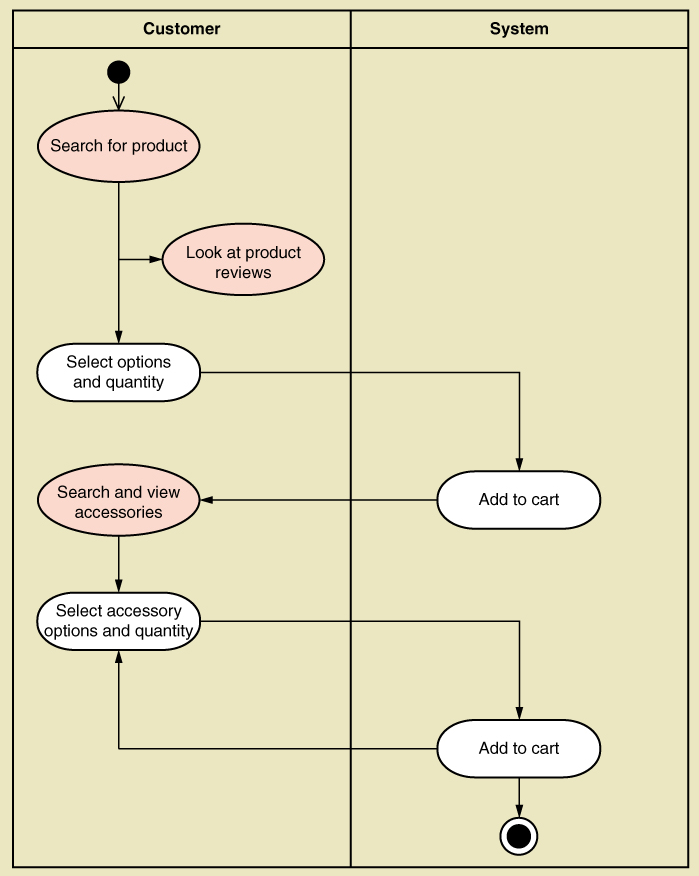 Customer
System
Search for product
Look at product
reviews
Select options
and quantity
Search and view
accessories
Add to cart
Select accessory
options and quantity
Add to cart